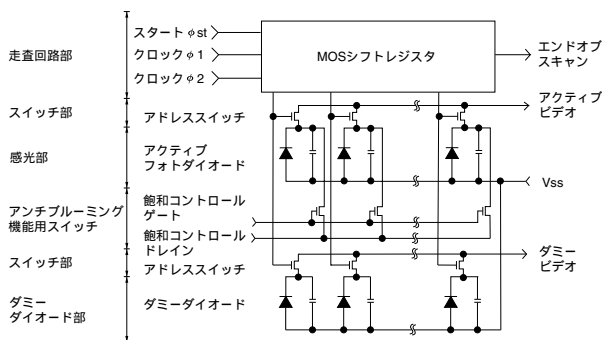 走査回路部
スタートφst
クロックφ1
クロックφ2
MOSシフトレジスタ
エンドオブ
スキャン
スイッチ部
アドレススイッチ
アクティブ
ビデオ
感光部
アクティブ
フォトダイオード
Vss
アンチブルーミング
機能用スイッチ
飽和コントロール
ゲート
飽和コントロール
ドレイン
スイッチ部
アドレススイッチ
ダミー
ビデオ
ダミー
ダイオード部
ダミーダイオード